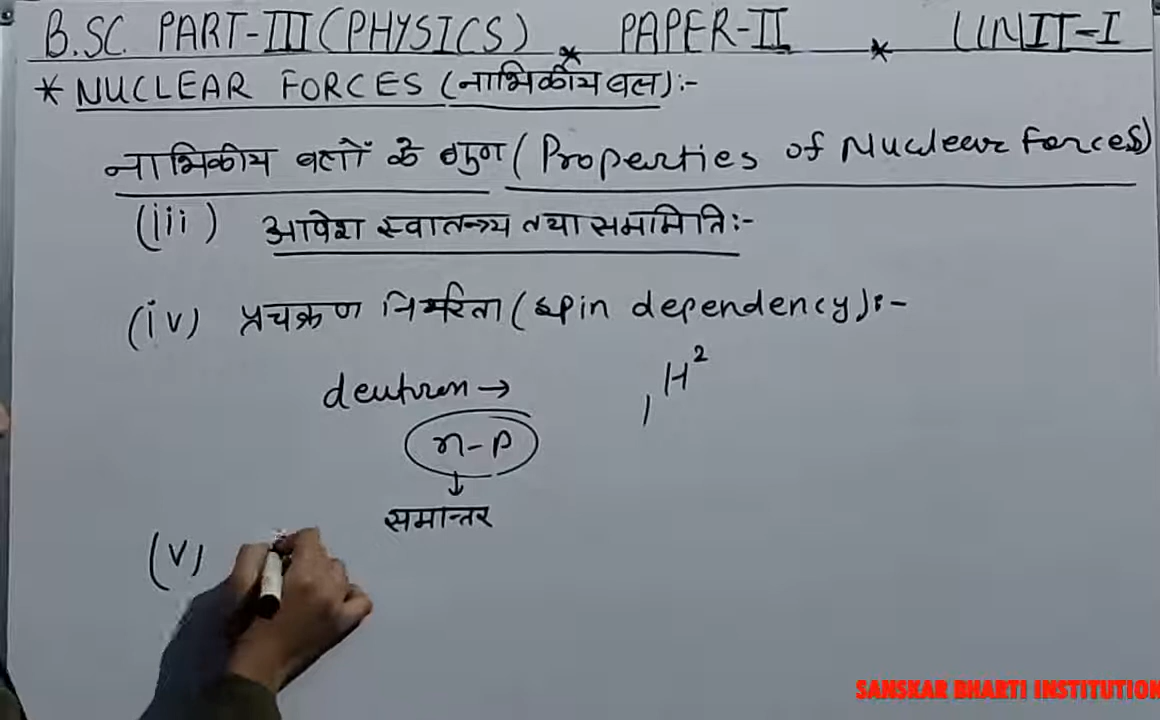 B.SC. PART-III (PHYSICS) * PAPER-II * UNIT-I
* NUCLEAR FORCES (नाभिकीय बल):-
नाभिकीय बलों के गुण (Properties of Nuclear Forces)
(iii) आवेश स्वातन्त्र्य तथा सममिति:-
(iv) प्रचक्रण निर्भरता (spin dependency):-
deutron → ₁H²
n-p
↓
समान्तर
(v)
SANSKAR BHARTI INSTITUTION